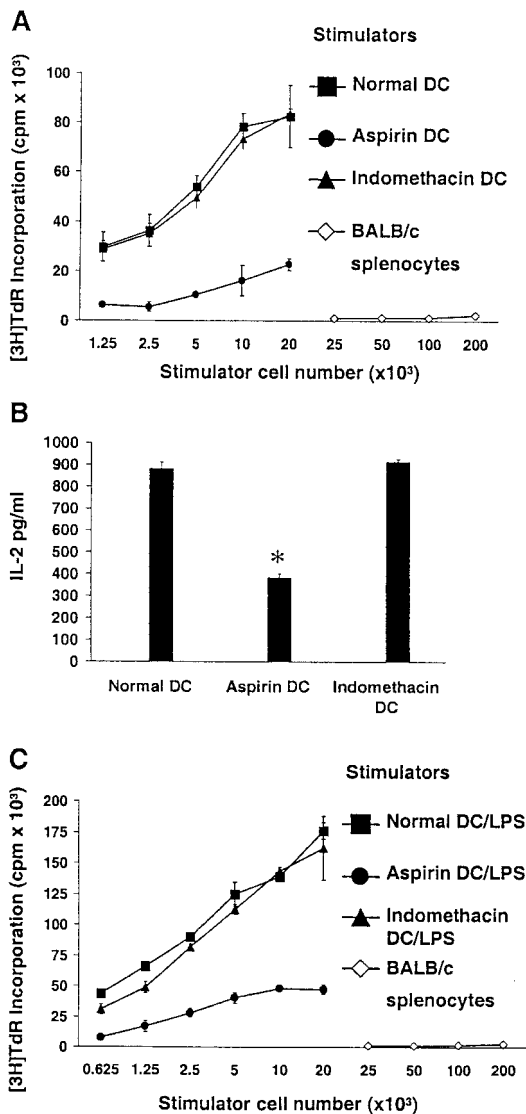 A
Stimulators
Normal DC
Aspirin DC
Indomethacin DC
BALB/c
splenocytes
[3H]TdR Incorporation (cpm x 10³)
100
80
60
40
20
0
1.25 2.5 5 10 20 25 50 100 200
Stimulator cell number (x10³)
B
IL-2 pg/ml
1000
900
800
700
600
500
400
300
200
100
0
*
Normal DC Aspirin DC Indomethacin
DC
C
Stimulators
Normal DC/LPS
Aspirin DC/LPS
Indomethacin
DC/LPS
BALB/c
splenocytes
[3H]TdR Incorporation (cpm x 10³)
200
175
150
125
100
75
50
25
0
0.625 1.25 2.5 5 10 20 25 50 100 200
Stimulator cell number (x10³)